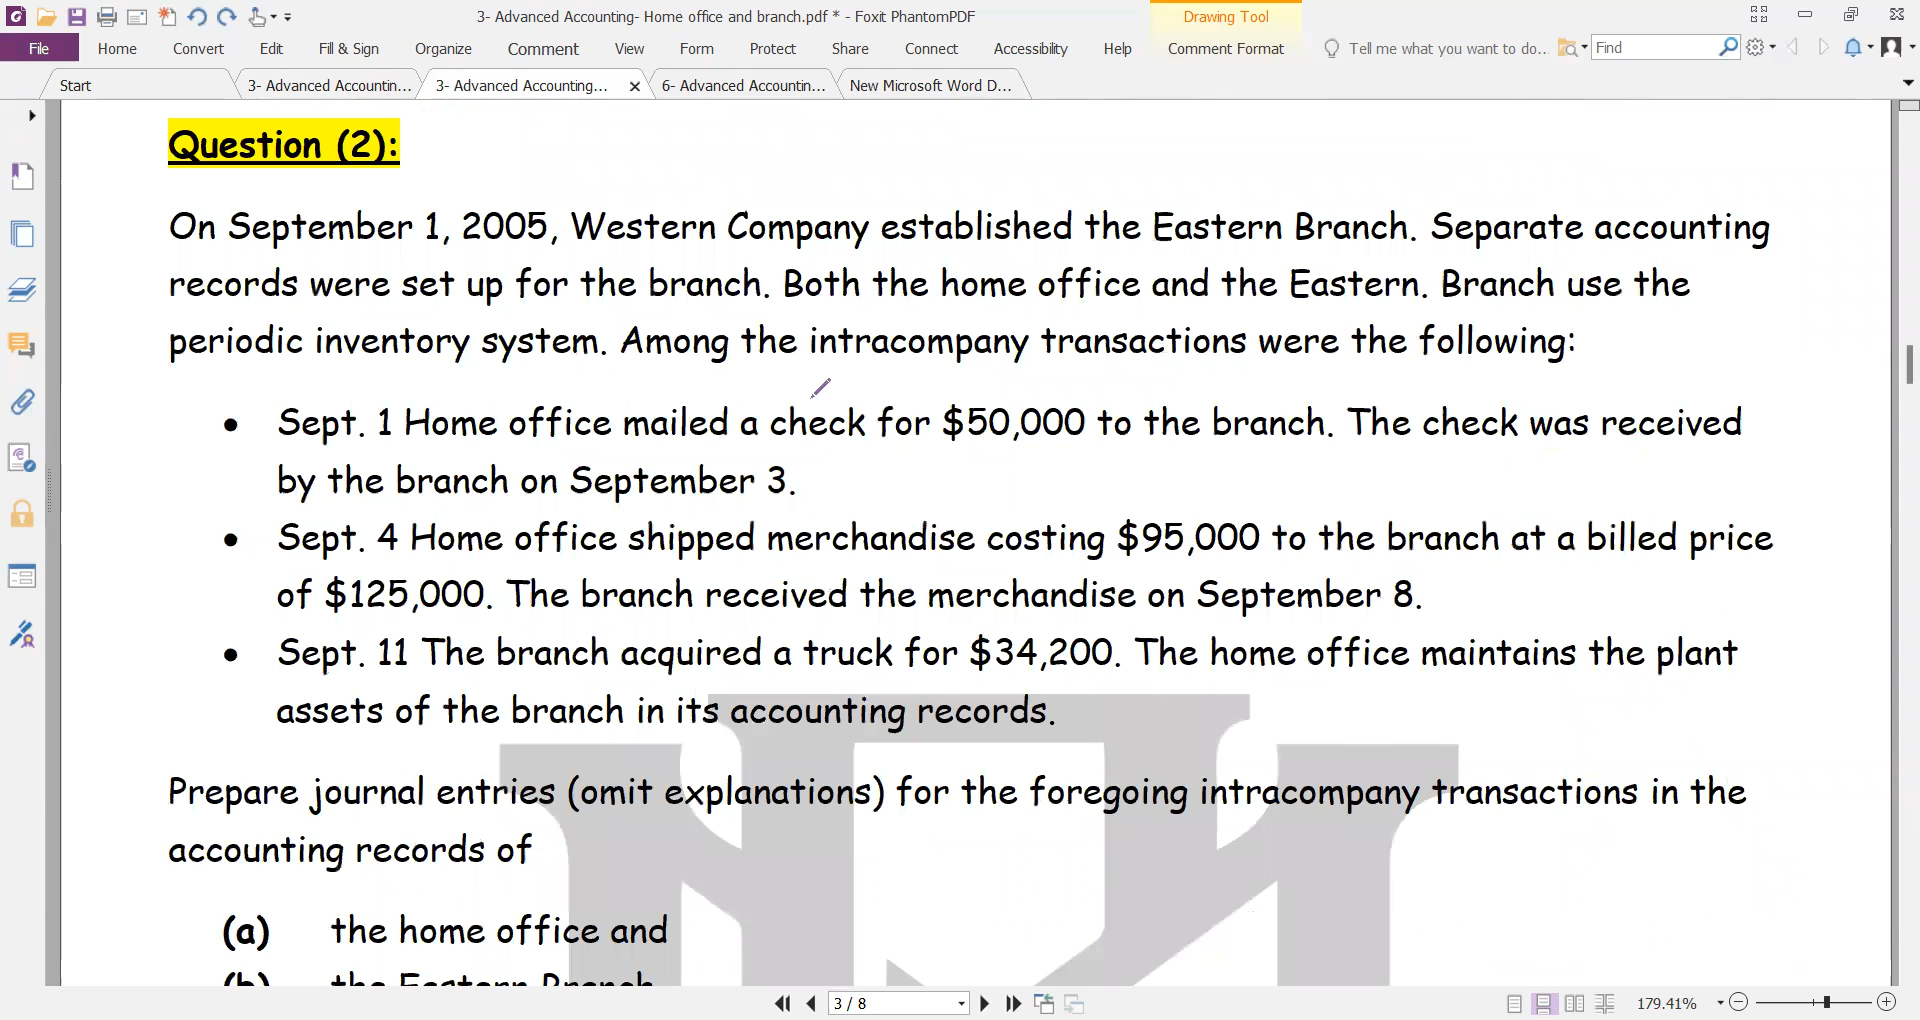 3- Advanced Accounting- Home office and branch.pdf * - Foxit PhantomPDF
Drawing Tool
File Home Convert Edit Fill & Sign Organize Comment View Form Protect Share Connect Accessibility Help Comment Format Tell me what you want to do... Find
Start 3- Advanced Accountin... 3- Advanced Accounting... 6- Advanced Accountin... New Microsoft Word D...
Question (2):
On September 1, 2005, Western Company established the Eastern Branch. Separate accounting
records were set up for the branch. Both the home office and the Eastern. Branch use the
periodic inventory system. Among the intracompany transactions were the following:
• Sept. 1 Home office mailed a check for $50,000 to the branch. The check was received
by the branch on September 3.
• Sept. 4 Home office shipped merchandise costing $95,000 to the branch at a billed price
of $125,000. The branch received the merchandise on September 8.
• Sept. 11 The branch acquired a truck for $34,200. The home office maintains the plant
assets of the branch in its accounting records.
Prepare journal entries (omit explanations) for the foregoing intracompany transactions in the
accounting records of
(a) the home office and
(b) the Eastern Branch
3 / 8
179.41%